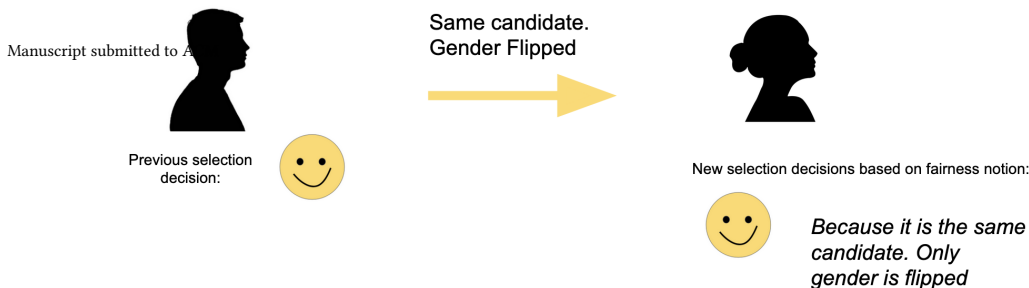 Same candidate.
Gender Flipped
Manuscript submitted to
Previous selection
decision:
New selection decisions based on fairness notion:
Because it is the same
candidate. Only
gender is flipped